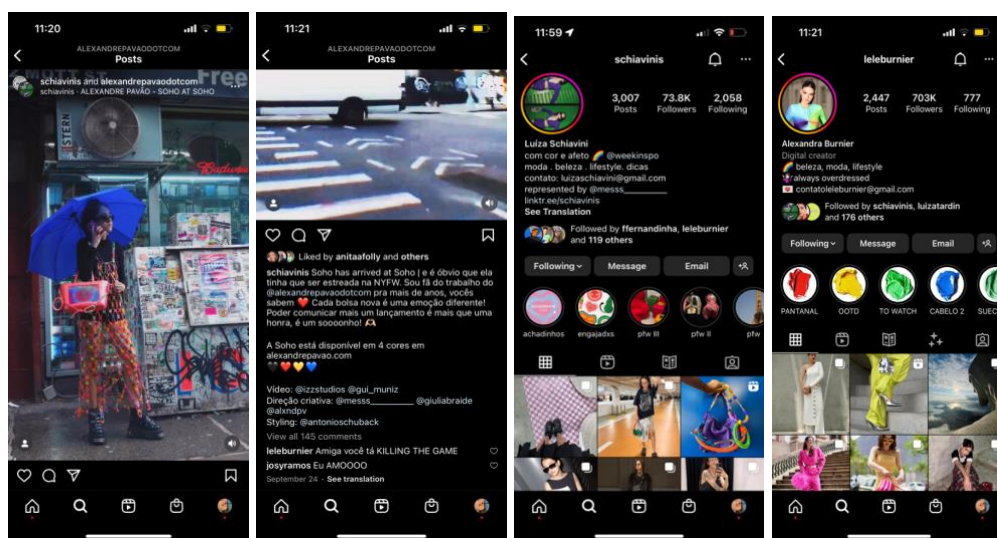 11:20
ALEXANDREPAVAODOTCOM
Posts
MOTT ST
Free
schiavinis and alexandrepavaodotcom
schiavinis · ALEXANDRE PAVÃO - SOHO AT SOHO
STERN
Budweiser
11:21
ALEXANDREPAVAODOTCOM
Posts
Liked by anitaafolly and others
schiavinis Soho has arrived at Soho | e é óbvio que ela
tinha que ser estreada na NYFW. Sou fã do trabalho do
@alexandrepavaodotcom pra mais de anos, vocês
sabem ❤️ Cada bolsa nova é uma emoção diferente!
Poder comunicar mais um lançamento é mais que uma
honra, é um soooonho! 🫶
A Soho está disponível em 4 cores em
alexandrepavao.com
🖤❤️💛💙
Vídeo: @izzstudios @gui_muniz
Direção criativa: @messs________ @giuliabraide
@alxndpv
Styling: @antonioschuback
View all 145 comments
leleburnier Amiga você tá KILLING THE GAME
josyramos Eu AMOOOO
September 24 · See translation
11:59
schiavinis
3,007 73.8K 2,058
Posts Followers Following
Luíza Schiavini
com cor e afeto 🌈 @weekinspo
moda . beleza . lifestyle. dicas
contato: luizaschiavini@gmail.com
represented by @messs________
linktr.ee/schiavinis
See Translation
Followed by ffernandinha, leleburnier
and 119 others
Following Message Email
achadinhos engajadxs pfw III pfw II pfw
11:21
leleburnier
2,447 703K 777
Posts Followers Following
Alexandra Burnier
Digital creator
🌈 beleza, moda, lifestyle
always overdressed
💌 contatoleleburnier@gmail.com
Followed by schiavinis, luizatardin
and 176 others
Following Message Email
PANTANAL OOTD TO WATCH CABELO 2 SUEC